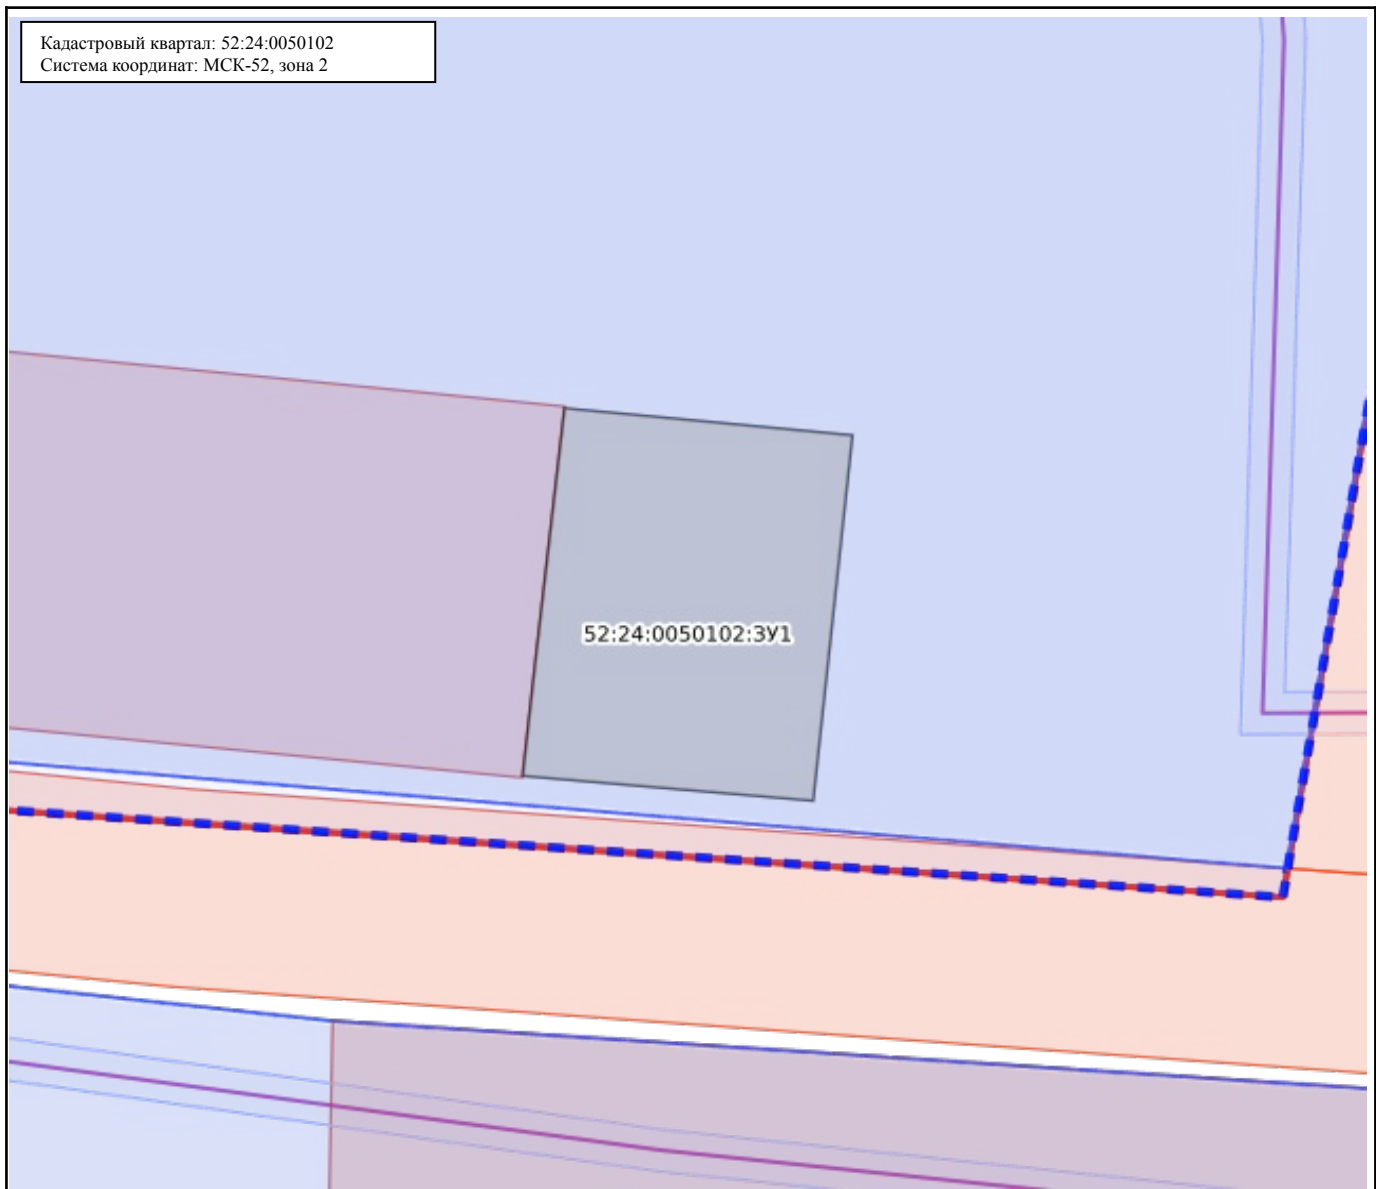 Кадастровый квартал: 52:24:0050102
Система координат: МСК-52, зона 2
52:24:0050102:ЗУ1